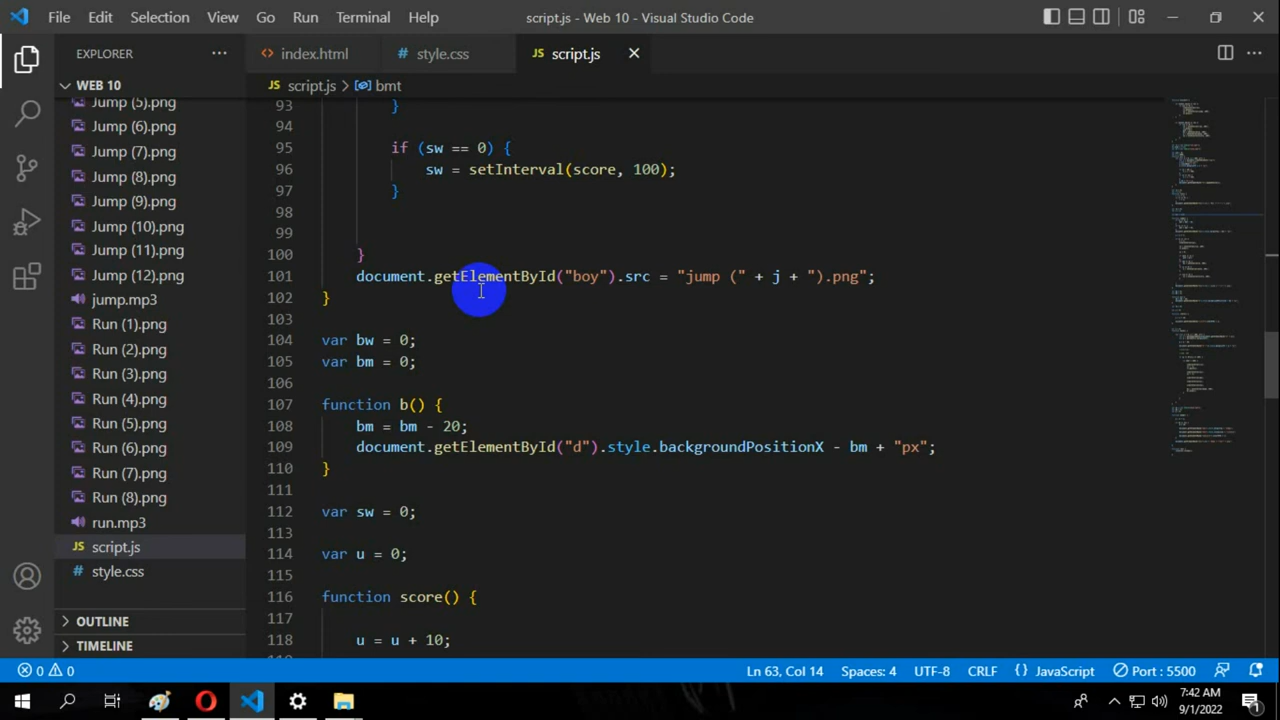 File Edit Selection View Go Run Terminal Help script.js - Web 10 - Visual Studio Code
EXPLORER ··· <> index.html # style.css JS script.js ×
WEB 10
JS script.js > bmt
Jump (5).png
Jump (6).png
Jump (7).png
Jump (8).png
Jump (9).png
Jump (10).png
Jump (11).png
Jump (12).png
jump.mp3
Run (1).png
Run (2).png
Run (3).png
Run (4).png
Run (5).png
Run (6).png
Run (7).png
Run (8).png
run.mp3
JS script.js
# style.css
OUTLINE
TIMELINE
93 }
94
95 if (sw == 0) {
96 sw = setInterval(score, 100);
97 }
98
99
100 }
101 document.getElementById("boy").src = "jump (" + j + ").png";
102 }
103
104 var bw = 0;
105 var bm = 0;
106
107 function b() {
108 bm = bm - 20;
109 document.getElementById("d").style.backgroundPositionX - bm + "px";
110 }
111
112 var sw = 0;
113
114 var u = 0;
115
116 function score() {
117
118 u = u + 10;
0 0 Ln 63, Col 14 Spaces: 4 UTF-8 CRLF {} JavaScript Port : 5500
7:42 AM
9/1/2022
1